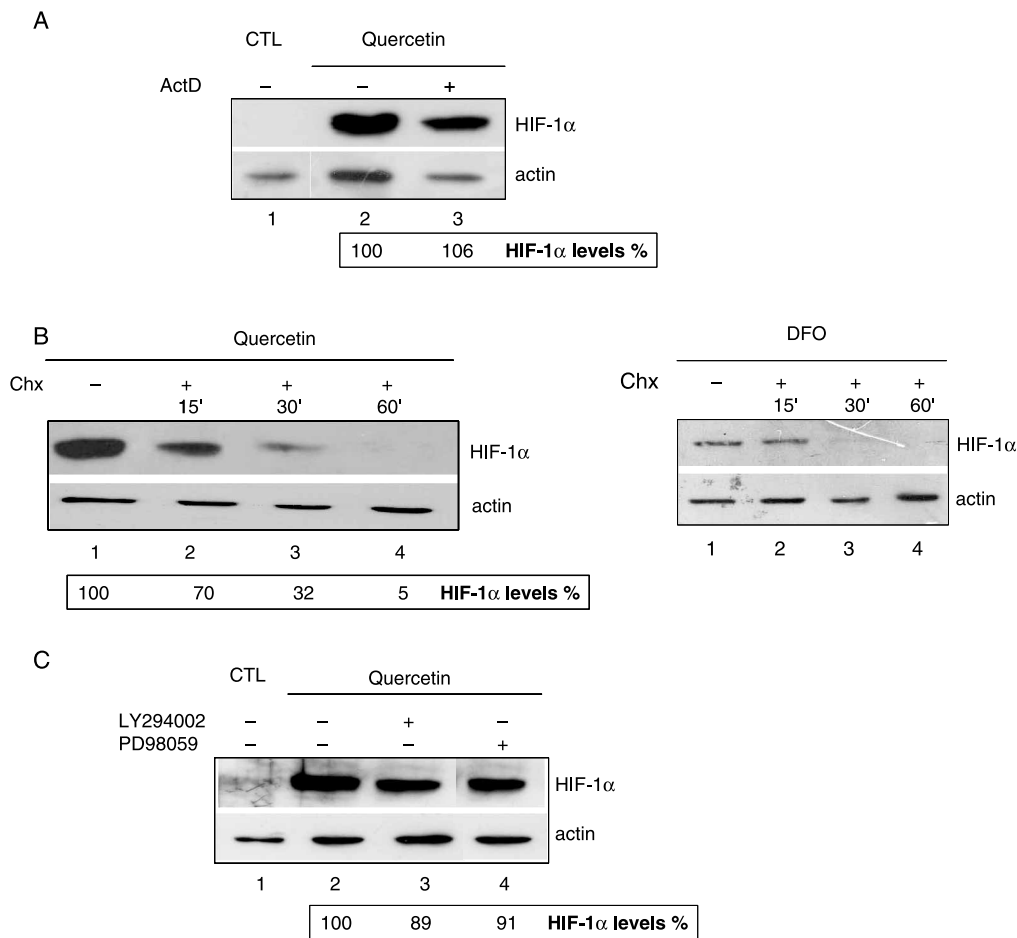 A
CTL Quercetin
ActD – – +
HIF-1α
actin
1 2 3
100 106 HIF-1α levels %
B
Quercetin
Chx – + + +
15' 30' 60'
HIF-1α
actin
1 2 3 4
100 70 32 5 HIF-1α levels %
DFO
Chx – + + +
15' 30' 60'
HIF-1α
actin
1 2 3 4
C
CTL Quercetin
LY294002 – – + –
PD98059 – – – +
HIF-1α
actin
1 2 3 4
100 89 91 HIF-1α levels %